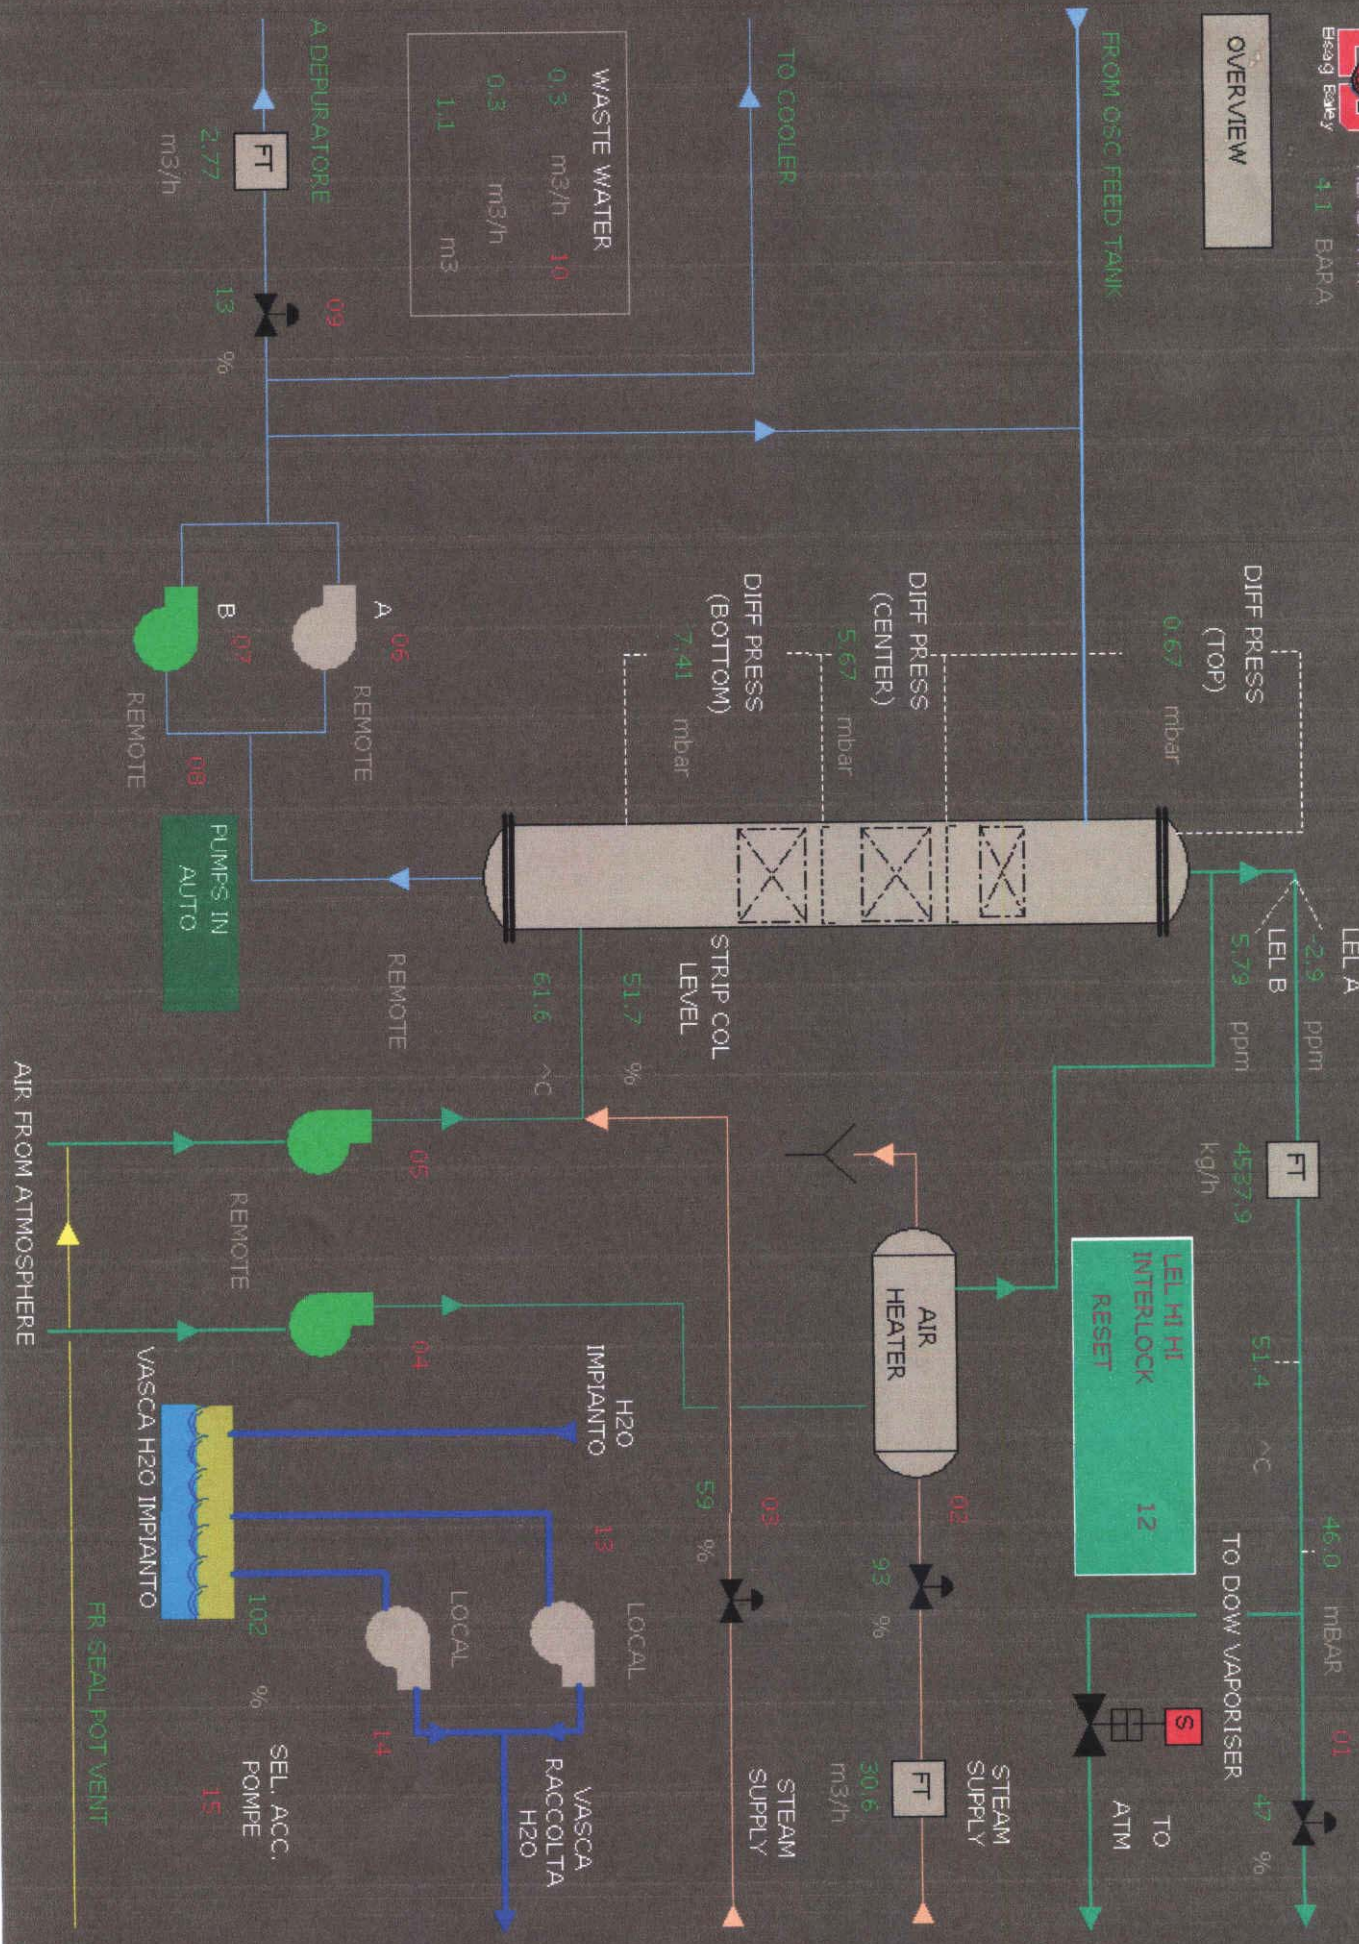 Elsag Bailey
4.1 BARA
OVERVIEW
FROM OSC FEED TANK
TO COOLER
WASTE WATER
0.3 m3/h 10
0.3 m3/h
1.1 m3
A DEPURATORE
FT
2.77
m3/h
09
13 %
DIFF PRESS
(TOP)
0.67 mbar
DIFF PRESS
(CENTER)
5.67 mbar
DIFF PRESS
(BOTTOM)
7.41 mbar
A
06
REMOTE
B
07
REMOTE
08
PUMPS IN
AUTO
LEL A
-2.9 ppm
LEL B
5.79 ppm
FT
4537.9
kg/h
51.4 ^C
46.0 mBAR
01
47 %
TO DOW VAPORISER
S
TO
ATM
LEL HI HI
INTERLOCK
RESET
12
AIR
HEATER
02
93 %
STEAM
SUPPLY
FT
30.6
m3/h
STRIP COL
LEVEL
51.7 %
61.6 ^C
03
59 %
STEAM
SUPPLY
REMOTE
05
REMOTE
04
H2O
IMPIANTO
13
LOCAL
LOCAL
14
VASCA
RACCOLTA
H2O
102 %
SEL. ACC.
POMPE
15
VASCA H2O IMPIANTO
AIR FROM ATMOSPHERE
FR SEAL POT VENT